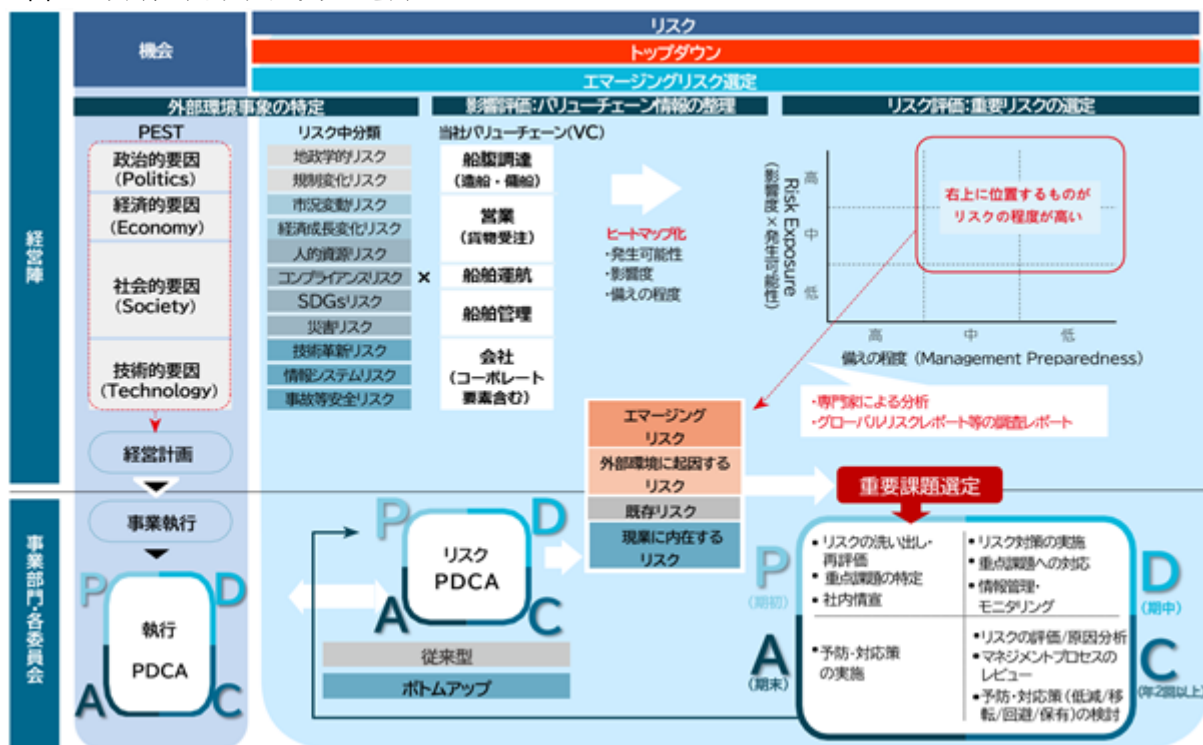 リスク
機会
トップダウン
エマージングリスク選定
外部環境事象の特定
影響評価:バリューチェーン情報の整理
リスク評価:重要リスクの選定
経営陣
PEST
政治的要因
(Politics)
経済的要因
(Economy)
社会的要因
(Society)
技術的要因
(Technology)
経営計画
リスク中分類
地政学的リスク
規制変化リスク
市況変動リスク
経済成長変化リスク
人的資源リスク
コンプライアンスリスク
SDGsリスク
災害リスク
技術革新リスク
情報システムリスク
事故等安全リスク
×
当社バリューチェーン(VC)
船腹調達
(造船・傭船)
営業
(貨物受注)
船舶運航
船舶管理
会社
(コーポレート
要素含む)
ヒートマップ化
・発生可能性
・影響度
・備えの程度
Risk Exposure
(影響度×発生可能性)
高
中
低
右上に位置するものが
リスクの程度が高い
高
中
低
備えの程度 (Management Preparedness)
・専門家による分析
・グローバルリスクレポート等の調査レポート
エマージング
リスク
外部環境に起因する
リスク
既存リスク
現業に内在する
リスク
重要課題選定
事業部門・各委員会
事業執行
P
D
執行
PDCA
A
C
P
D
リスク
PDCA
A
C
従来型
ボトムアップ
P
(期初)
• リスクの洗い出し・
再評価
• 重点課題の特定
• 社内情宣
• リスク対策の実施
• 重点課題への対応
• 情報管理・
モニタリング
D
(期中)
A
(期末)
• 予防・対応策
の実施
• リスクの評価/原因分析
• マネジメントプロセスの
レビュー
• 予防・対応策(低減/移
転/回避/保有)の検討
C
(年2回以上)